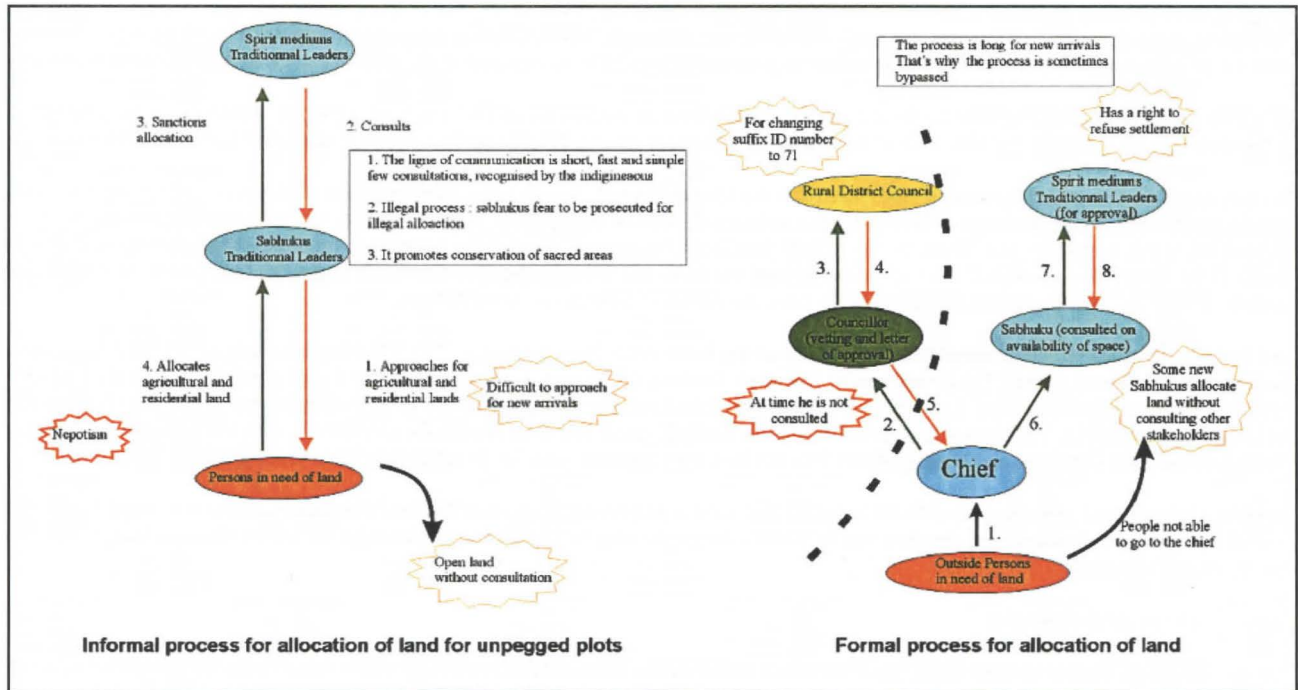 Spirit mediums
Traditionnal Leaders
3. Sanctions
allocation
2. Consults
1. The ligne of communication is short, fast and simple
few consultations, recognised by the indigineous
2. Illegal process : sabhukus fear to be prosecuted for
illegal alloaction
3. It promotes conservation of sacred areas
Sabhukus
Traditionnal Leaders
4. Allocates
agricultural and
residential land
1. Approaches for
agricultural and
residential lands
Difficult to approach
for new arrivals
Nepotism
Persons in need of land
Open land
without consultation
Informal process for allocation of land for unpegged plots
The process is long for new arrivals
That's why the process is sometimes
bypassed
For changing
suffix ID number
to 71
Has a right to
refuse settlement
Rural District Council
Spirit mediums
Traditionnal Leaders
(for approval)
3.
4.
7.
8.
Councillor
(vetting and letter
of approval)
Sabhuku (consulted on
availability of space)
At time he is not
consulted
5.
2.
6.
Some new
Sabhukus allocate
land without
consulting other
stakeholders
Chief
1.
People not able
to go to the chief
Outside Persons
in need of land
Formal process for allocation of land